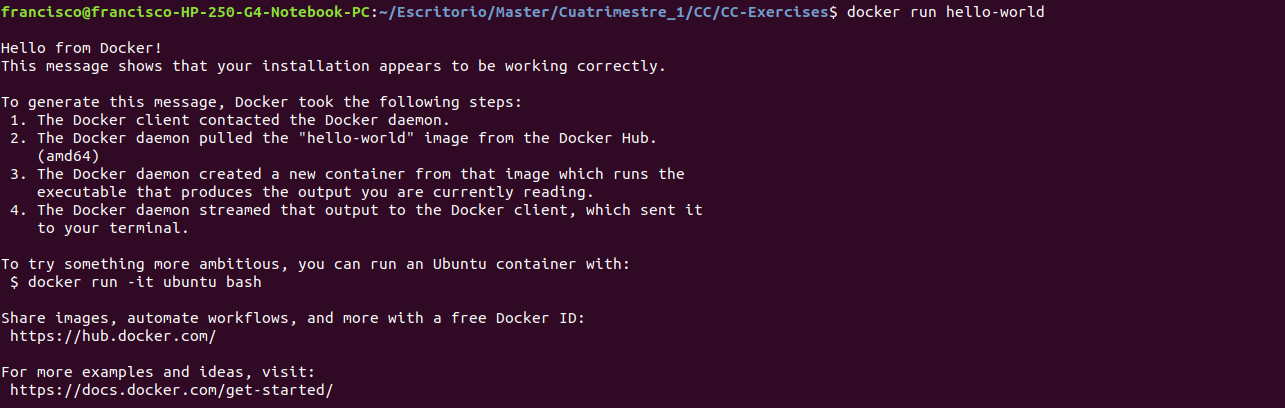 francisco@francisco-HP-250-G4-Notebook-PC:~/Escritorio/Master/Cuatrimestre_1/CC/CC-Exercises$ docker run hello-world

Hello from Docker!
This message shows that your installation appears to be working correctly.

To generate this message, Docker took the following steps:
 1. The Docker client contacted the Docker daemon.
 2. The Docker daemon pulled the "hello-world" image from the Docker Hub.
    (amd64)
 3. The Docker daemon created a new container from that image which runs the
    executable that produces the output you are currently reading.
 4. The Docker daemon streamed that output to the Docker client, which sent it
    to your terminal.

To try something more ambitious, you can run an Ubuntu container with:
 $ docker run -it ubuntu bash

Share images, automate workflows, and more with a free Docker ID:
 https://hub.docker.com/

For more examples and ideas, visit:
 https://docs.docker.com/get-started/